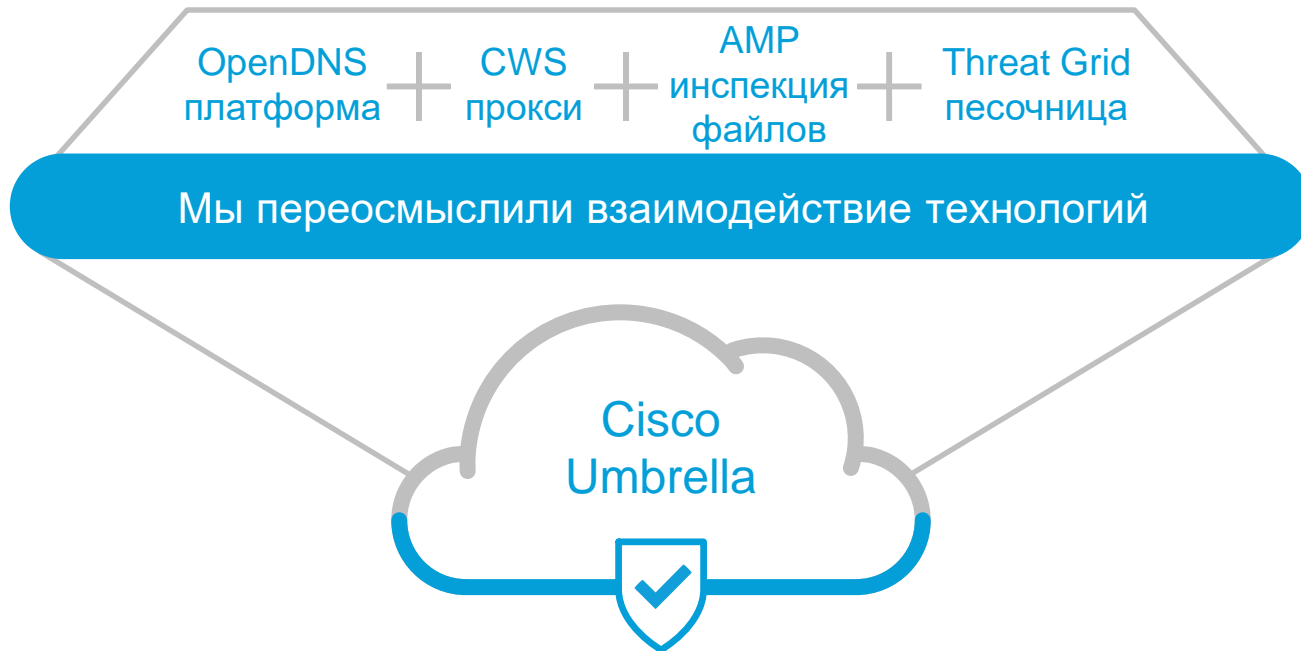 OpenDNS
платформа
CWS
прокси
AMP
инспекция
файлов
Threat Grid
песочница
Мы переосмыслили взаимодействие технологий
Cisco
Umbrella